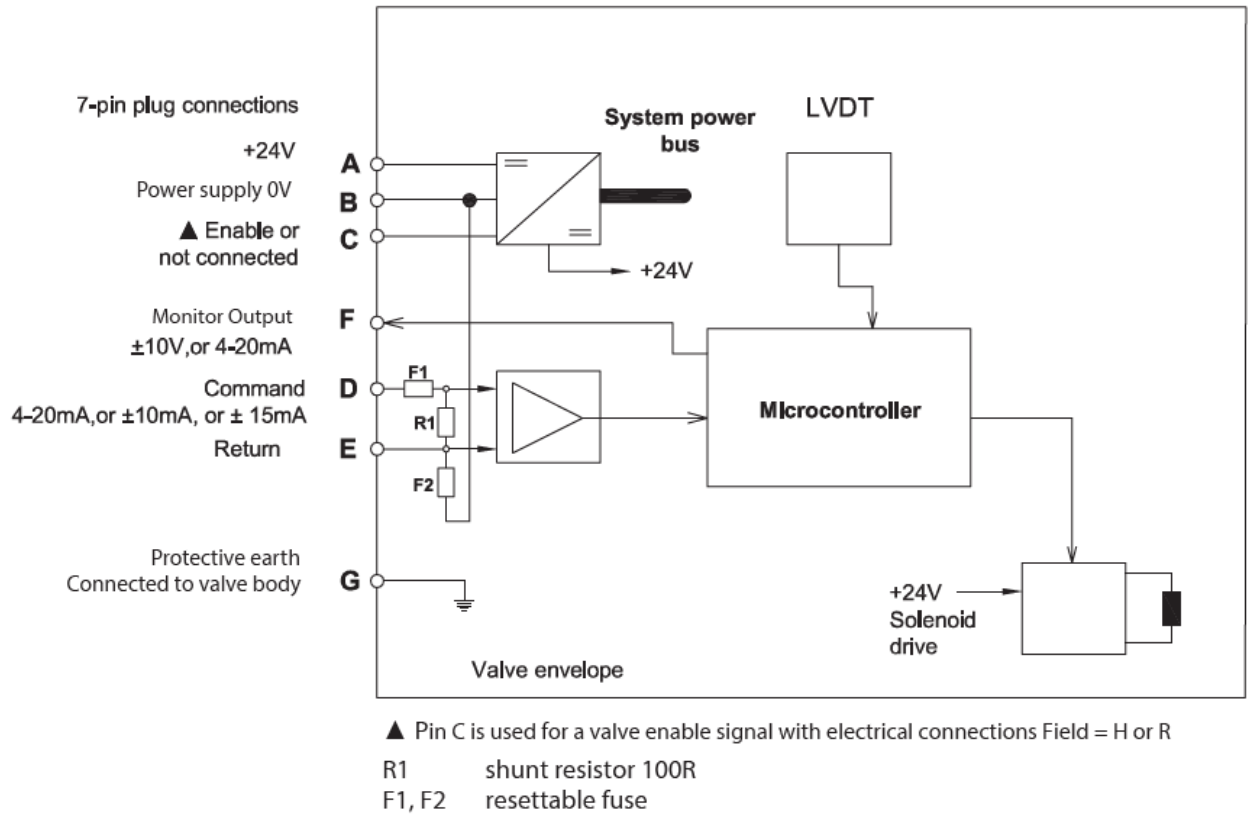 7-pin plug connections
+24V
A
Power supply 0V
B
▲ Enable or
not connected
C
System power
bus
LVDT
+24V
Monitor Output
±10V,or 4-20mA
F
Command
4-20mA,or ±10mA, or ± 15mA
D
F1
R1
Return
E
F2
Microcontroller
Protective earth
Connected to valve body
G
+24V
Solenoid
drive
Valve envelope
▲ Pin C is used for a valve enable signal with electrical connections Field = H or R
R1 shunt resistor 100R
F1, F2 resettable fuse